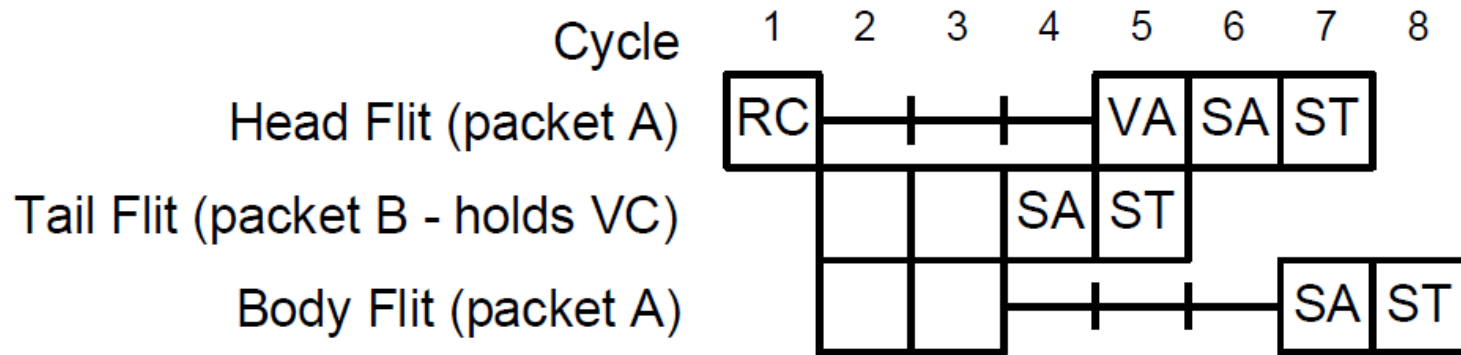 Cycle 1 2 3 4 5 6 7 8
Head Flit (packet A) RC VA SA ST
Tail Flit (packet B - holds VC) SA ST
Body Flit (packet A) SA ST